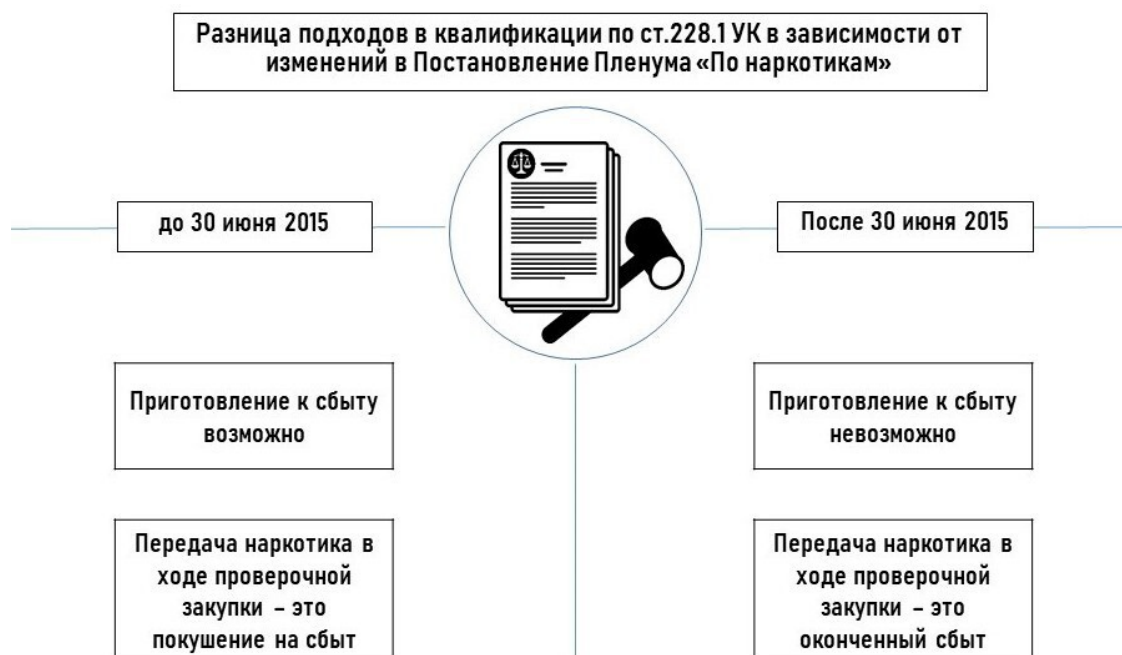 Разница подходов в квалификации по ст.228.1 УК в зависимости от
изменений в Постановление Пленума «По наркотикам»
до 30 июня 2015
После 30 июня 2015
Приготовление к сбыту
возможно
Приготовление к сбыту
невозможно
Передача наркотика в
ходе проверочной
закупки – это
покушение на сбыт
Передача наркотика в
ходе проверочной
закупки – это
оконченный сбыт